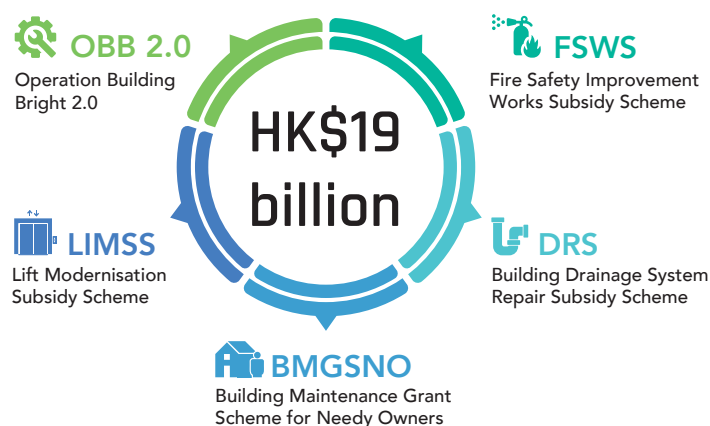 OBB 2.0
Operation Building
Bright 2.0
FSWS
Fire Safety Improvement
Works Subsidy Scheme
HK$19
billion
LIMSS
Lift Modernisation
Subsidy Scheme
DRS
Building Drainage System
Repair Subsidy Scheme
BMGSNO
Building Maintenance Grant
Scheme for Needy Owners